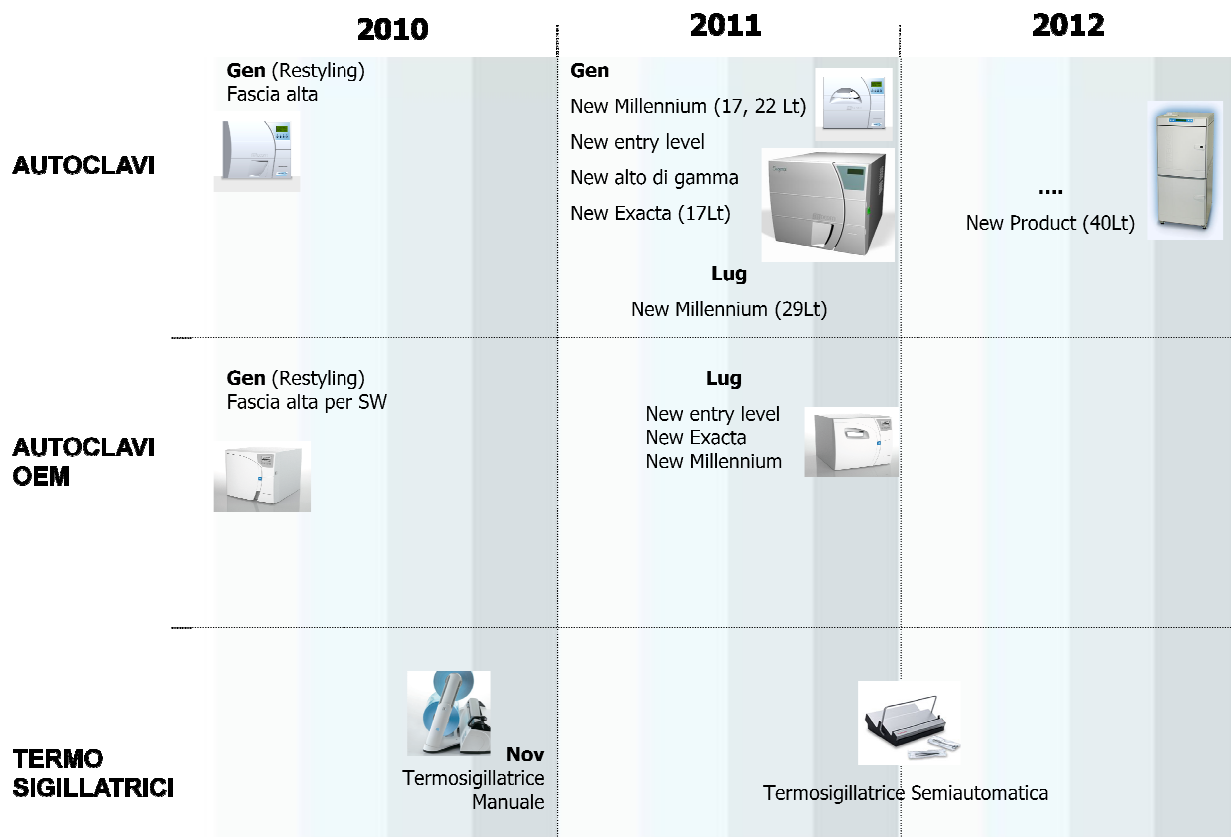 2010
2011
2012
AUTOCLAVI
Gen (Restyling)
Fascia alta
Gen
New Millennium (17, 22 Lt)
New entry level
New alto di gamma
New Exacta (17Lt)
Lug
New Millennium (29Lt)
....
New Product (40Lt)
AUTOCLAVI
OEM
Gen (Restyling)
Fascia alta per SW
Lug
New entry level
New Exacta
New Millennium
TERMO
SIGILLATRICI
Nov
Termosigillatrice
Manuale
Termosigillatrice Semiautomatica